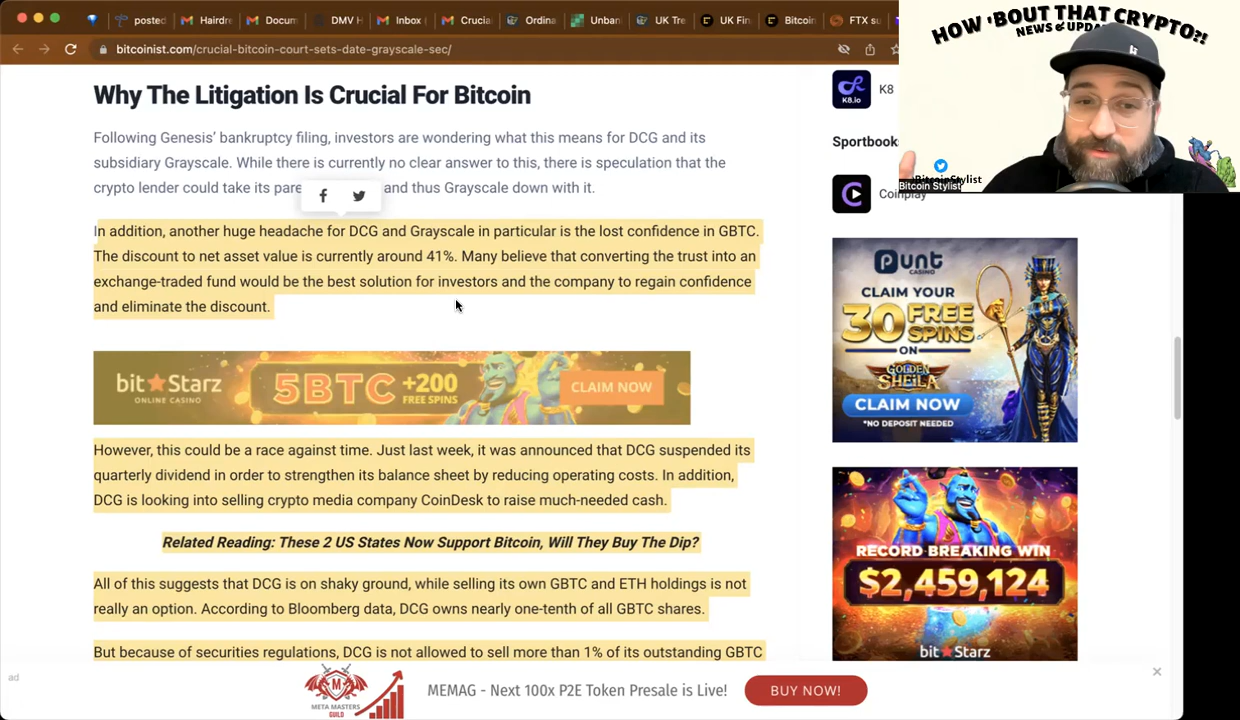 posted
Hairdre
Docum
DMV H
Inbox (
Crucia
Ordina
Unban
UK Tre
UK Fin
Bitcoin
FTX su
bitcoinist.com/crucial-bitcoin-court-sets-date-grayscale-sec/
HOW 'BOUT THAT CRYPTO?!
NEWS & UPDA
BitcoinStylist
Bitcoin Stylist
Why The Litigation Is Crucial For Bitcoin
Following Genesis’ bankruptcy filing, investors are wondering what this means for DCG and its
subsidiary Grayscale. While there is currently no clear answer to this, there is speculation that the
crypto lender could take its pare and thus Grayscale down with it.
In addition, another huge headache for DCG and Grayscale in particular is the lost confidence in GBTC.
The discount to net asset value is currently around 41%. Many believe that converting the trust into an
exchange-traded fund would be the best solution for investors and the company to regain confidence
and eliminate the discount.
bitStarz
ONLINE CASINO
5BTC +200
FREE SPINS
CLAIM NOW
However, this could be a race against time. Just last week, it was announced that DCG suspended its
quarterly dividend in order to strengthen its balance sheet by reducing operating costs. In addition,
DCG is looking into selling crypto media company CoinDesk to raise much-needed cash.
Related Reading: These 2 US States Now Support Bitcoin, Will They Buy The Dip?
All of this suggests that DCG is on shaky ground, while selling its own GBTC and ETH holdings is not
really an option. According to Bloomberg data, DCG owns nearly one-tenth of all GBTC shares.
But because of securities regulations, DCG is not allowed to sell more than 1% of its outstanding GBTC
K8.io
K8
Sportbook
Coinplay
punt
CASINO
CLAIM YOUR
30 FREE
SPINS
ON
GOLDEN
SHEILA
CLAIM NOW
*NO DEPOSIT NEEDED
RECORD BREAKING WIN
$2,459,124
bitStarz
ad
META MASTERS
GUILD
MEMAG - Next 100x P2E Token Presale is Live!
BUY NOW!